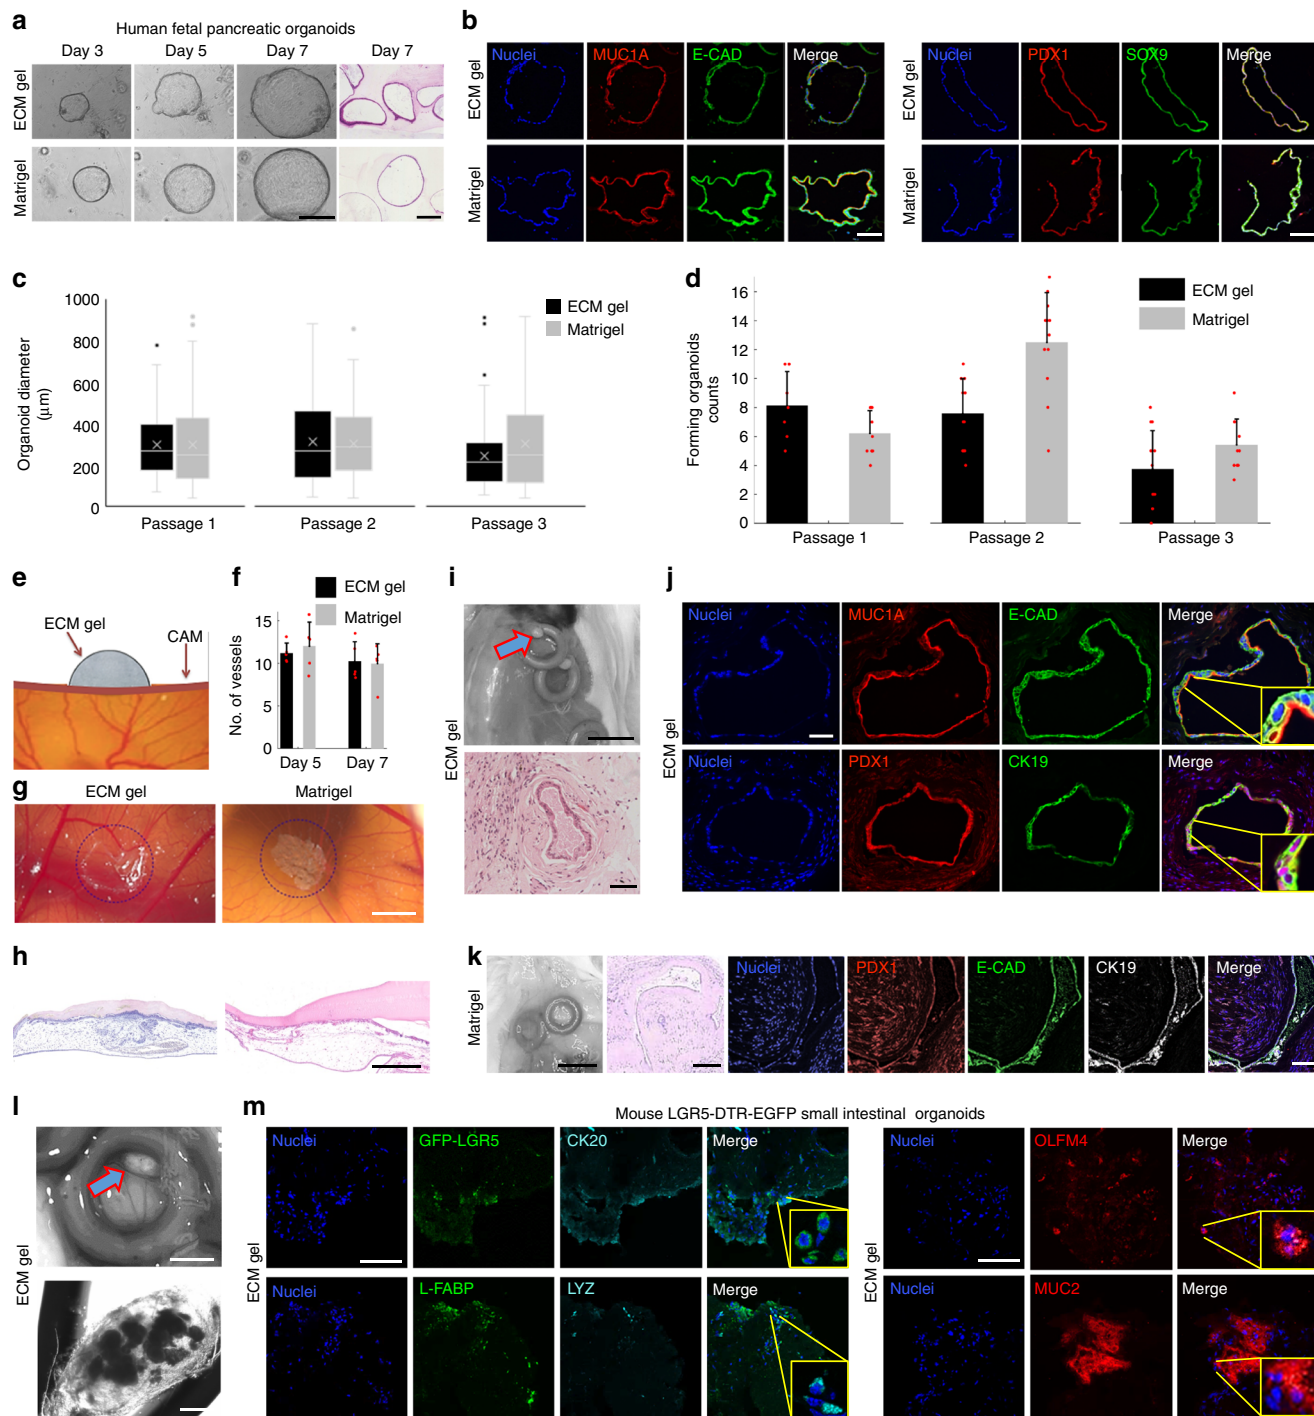 a
Human fetal pancreatic organoids
Day 3 Day 5 Day 7 Day 7
ECM gel
Matrigel
b
Nuclei MUC1A E-CAD Merge
ECM gel
Matrigel
Nuclei PDX1 SOX9 Merge
ECM gel
Matrigel
c
1000
800
600
400
200
0
Organoid diameter
(µm)
ECM gel
Matrigel
Passage 1 Passage 2 Passage 3
d
16
14
12
10
8
6
4
2
0
Forming organoids
counts
ECM gel
Matrigel
Passage 1 Passage 2 Passage 3
e
ECM gel
CAM
f
ECM gel
Matrigel
15
10
5
0
No. of vessels
Day 5 Day 7
g
ECM gel Matrigel
h
i
ECM gel
j
Nuclei MUC1A E-CAD Merge
ECM gel
Nuclei PDX1 CK19 Merge
k
Matrigel
Nuclei PDX1 E-CAD CK19 Merge
l
ECM gel
m
Mouse LGR5-DTR-EGFP small intestinal organoids
Nuclei GFP-LGR5 CK20 Merge
ECM gel
Nuclei L-FABP LYZ Merge
Nuclei OLFM4 Merge
ECM gel
Nuclei MUC2 Merge